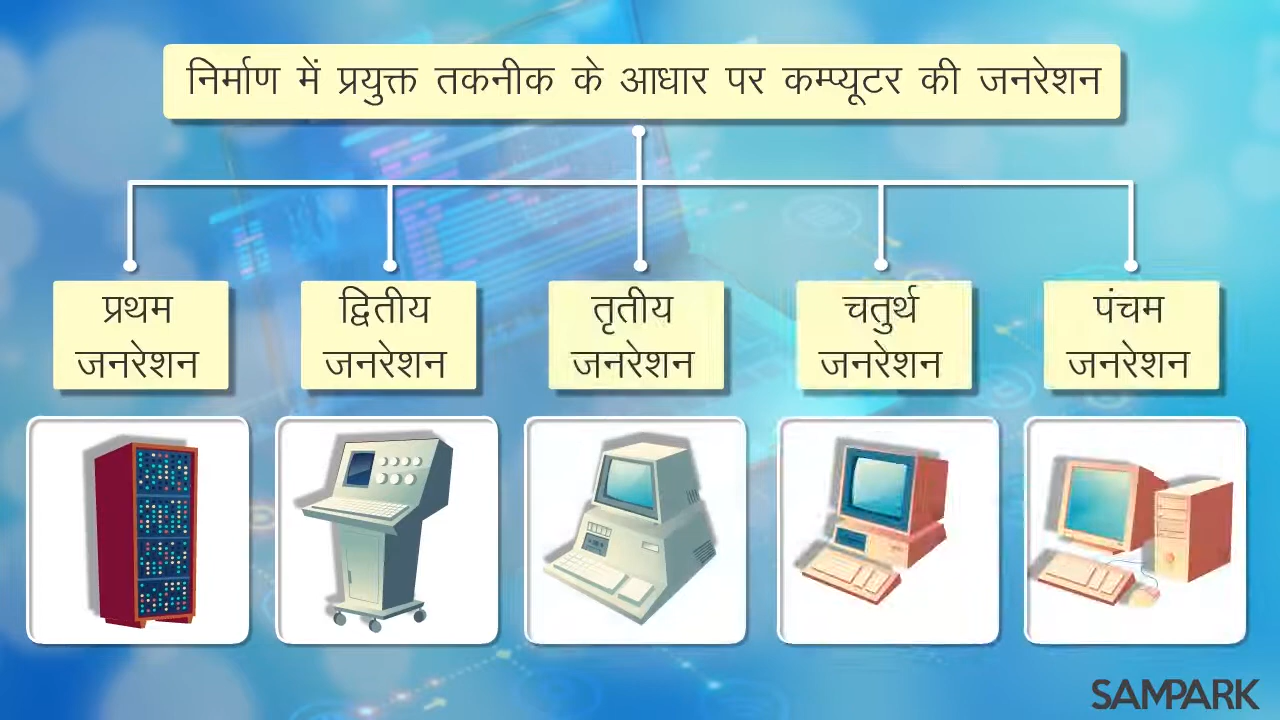 निर्माण में प्रयुक्त तकनीक के आधार पर कम्प्यूटर की जनरेशन
प्रथम
जनरेशन
द्वितीय
जनरेशन
तृतीय
जनरेशन
चतुर्थ
जनरेशन
पंचम
जनरेशन
SAMPARK